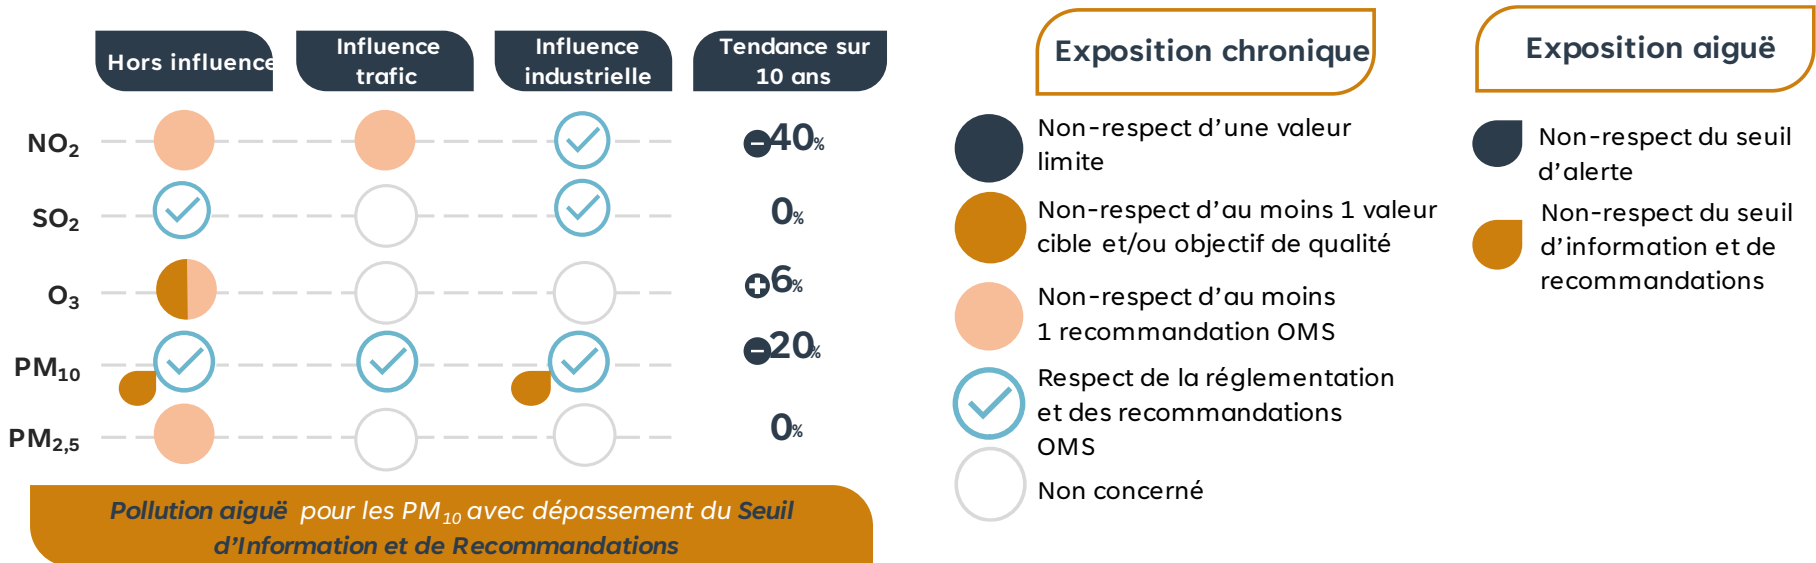 Hors influence
Influence
trafic
Influence
industrielle
Tendance sur
10 ans
NO₂
−40%
SO₂
0%
O₃
+6%
PM₁₀
−20%
PM₂,₅
0%
Pollution aiguë pour les PM₁₀ avec dépassement du Seuil
d’Information et de Recommandations
Exposition chronique
Non-respect d’une valeur
limite
Non-respect d’au moins 1 valeur
cible et/ou objectif de qualité
Non-respect d’au moins
1 recommandation OMS
Respect de la réglementation
et des recommandations
OMS
Non concerné
Exposition aiguë
Non-respect du seuil
d’alerte
Non-respect du seuil
d’information et de
recommandations